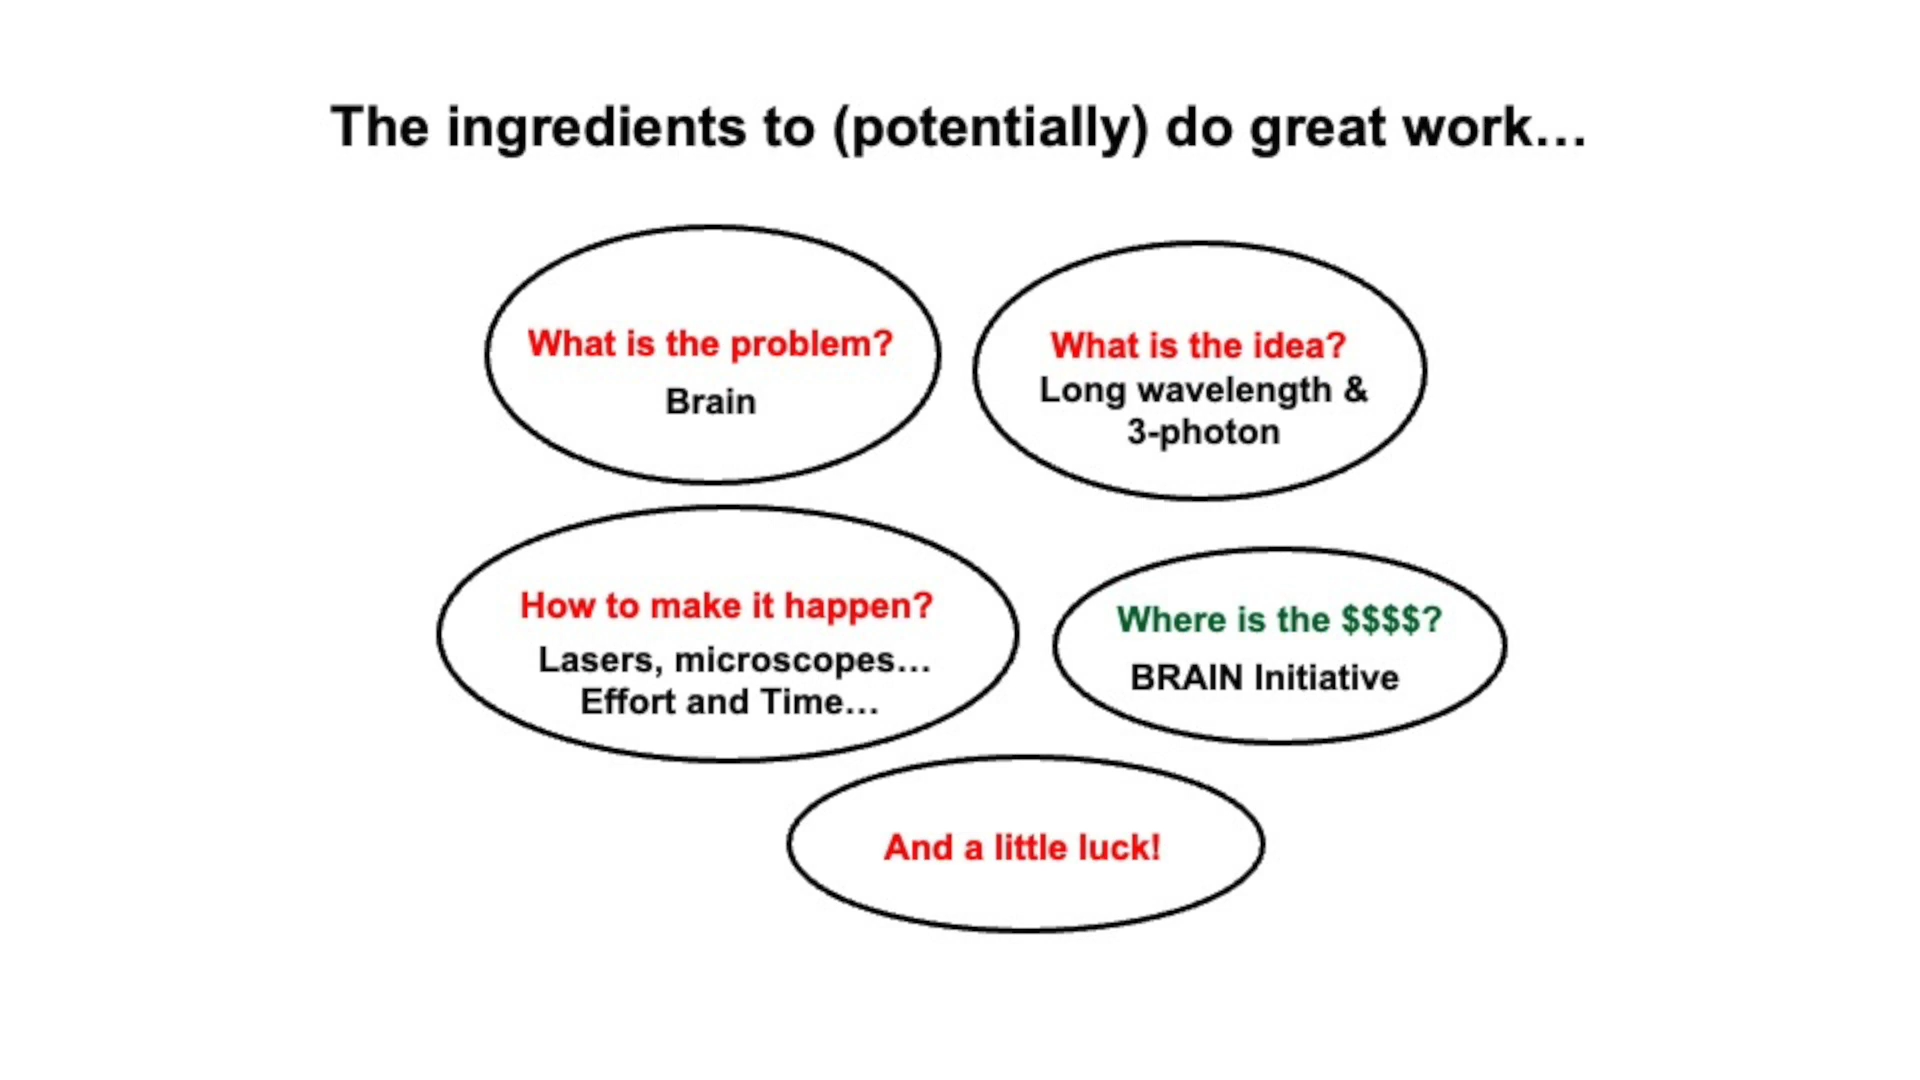 The ingredients to (potentially) do great work...
What is the problem?
Brain
What is the idea?
Long wavelength &
3-photon
How to make it happen?
Lasers, microscopes...
Effort and Time...
Where is the $$$$?
BRAIN Initiative
And a little luck!